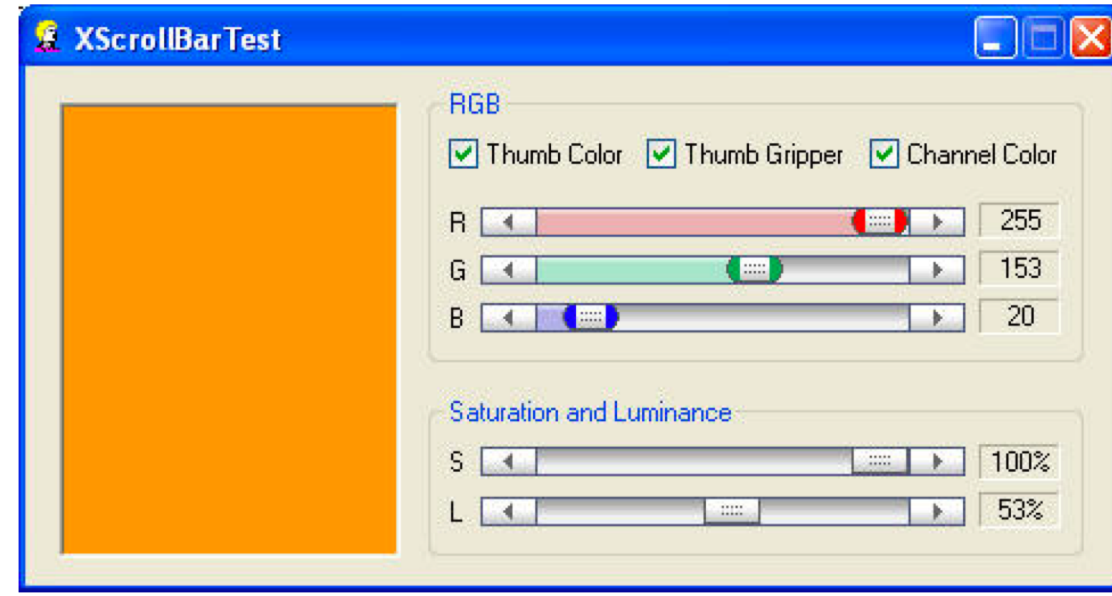 XScrollBarTest
RGB
Thumb Color Thumb Gripper Channel Color
R 255
G 153
B 20
Saturation and Luminance
S 100%
L 53%